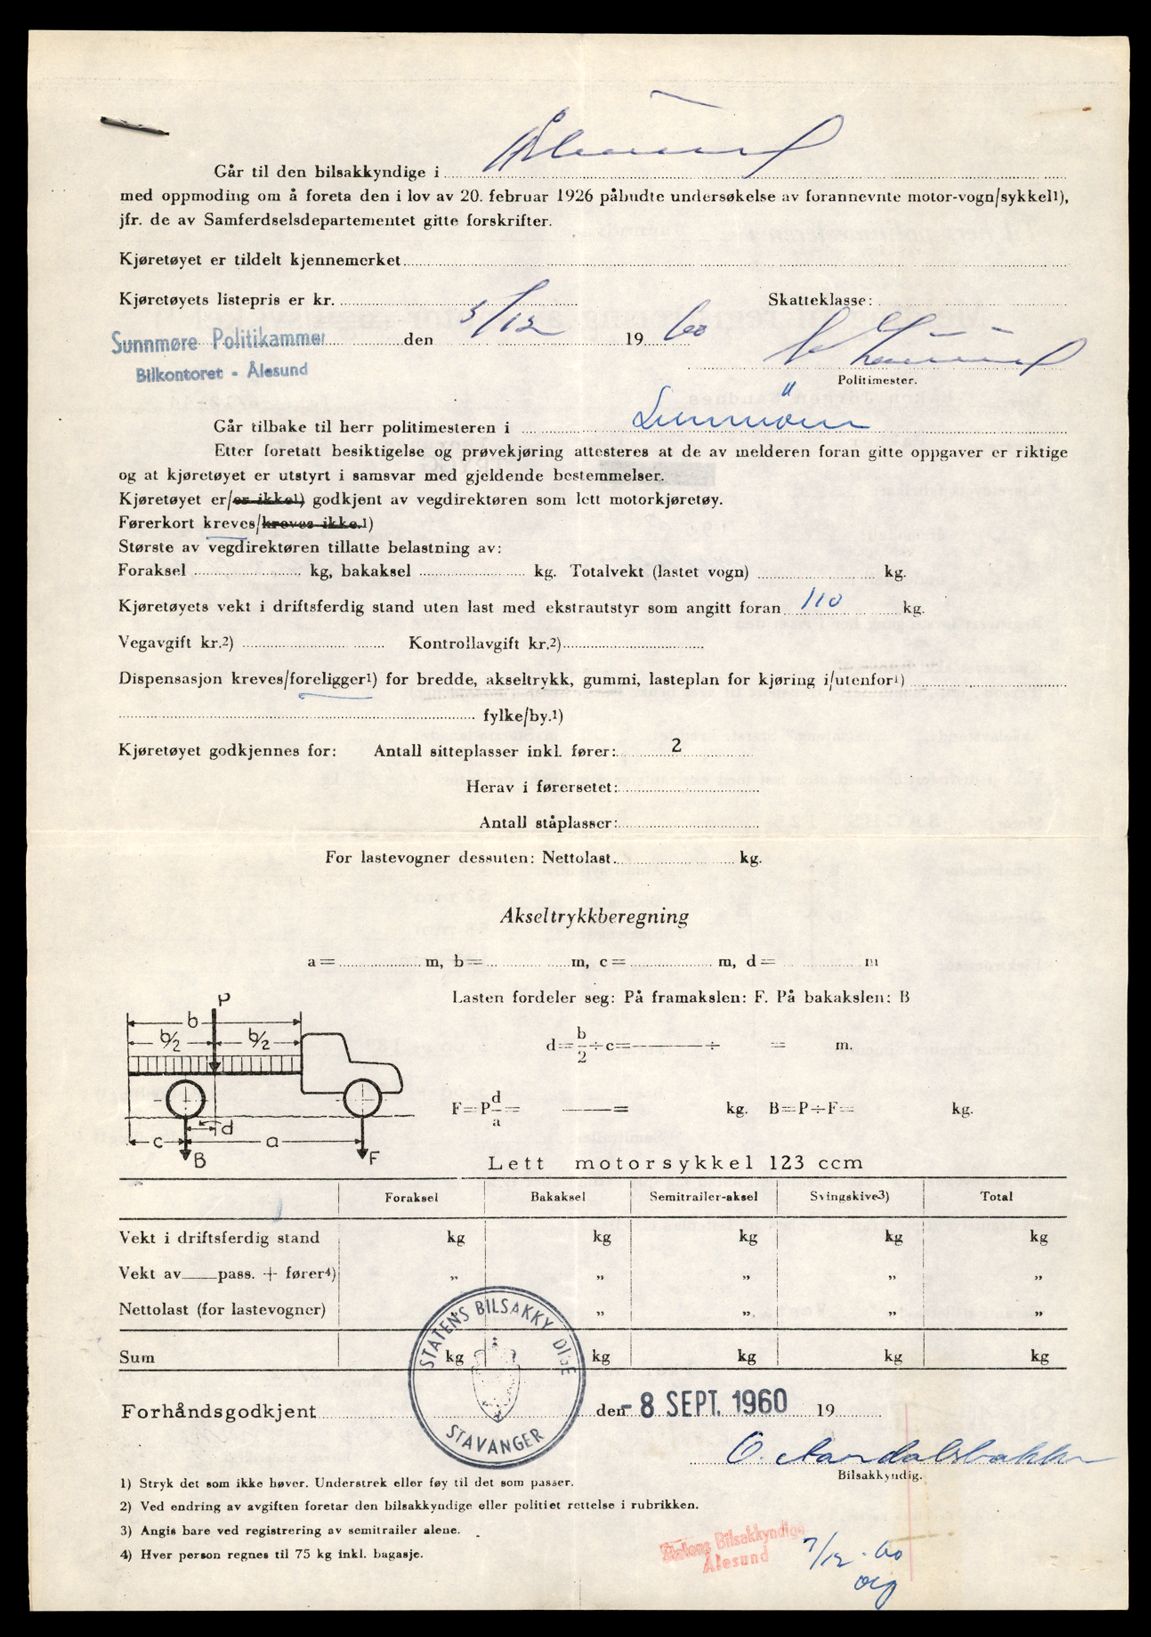 Går til den bilsakkyndige i Ålesund
med oppmoding om å foreta den i lov av 20. februar 1926 påbudte undersøkelse av forannevnte motor-vogn/sykkel1),
jfr. de av Samferdselsdepartementet gitte forskrifter.
Kjøretøyet er tildelt kjennemerket
Kjøretøyets listepris er kr. Skatteklasse:
Sunnmøre Politikammer den 5/12 1960
Bilkontoret - Ålesund
Politimester.
Går tilbake til herr politimesteren i Sunnmöre
Etter foretatt besiktigelse og prøvekjøring attesteres at de av melderen foran gitte oppgaver er riktige
og at kjøretøyet er utstyrt i samsvar med gjeldende bestemmelser.
Kjøretøyet er/er ikke1) godkjent av vegdirektøren som lett motorkjøretøy.
Førerkort kreves/kreves ikke.1)
Største av vegdirektøren tillatte belastning av:
Foraksel kg, bakaksel kg. Totalvekt (lastet vogn) kg.
Kjøretøyets vekt i driftsferdig stand uten last med ekstrautstyr som angitt foran 110 kg.
Vegavgift kr.2) Kontrollavgift kr.2)
Dispensasjon kreves/foreligger1) for bredde, akseltrykk, gummi, lasteplan for kjøring i/utenfor1)
fylke/by.1)
Kjøretøyet godkjennes for: Antall sitteplasser inkl. fører: 2
Herav i førersetet:
Antall ståplasser:
For lastevogner dessuten: Nettolast kg.
Akseltrykkberegning
a= m, b= m, c= m, d= m
Lasten fordeler seg: På framakslen: F. På bakakslen: B
P
b
b/2 b/2
d = b/2 ÷ c = ÷ = m.
F = P d/a = = kg. B = P ÷ F = kg.
c d a
B F
Lett motorsykkel 123 ccm
Foraksel Bakaksel Semitrailer-aksel Svingskive3) Total
Vekt i driftsferdig stand kg kg kg kg kg
Vekt av pass. + fører4) „ „ „ „ „
Nettolast (for lastevogner) „ „ „ „
Sum kg kg kg kg kg
STATENS BILSAKKYNDIGE
STAVANGER
Forhåndsgodkjent den -8 SEPT. 1960 19
O. Aandalsbakke
Bilsakkyndig.
1) Stryk det som ikke høver. Understrek eller føy til det som passer.
2) Ved endring av avgiften foretar den bilsakkyndige eller politiet rettelse i rubrikken.
3) Angis bare ved registrering av semitrailer alene.
4) Hver person regnes til 75 kg inkl. bagasje.
Statens Bilsakkyndige
Ålesund
7/12-60